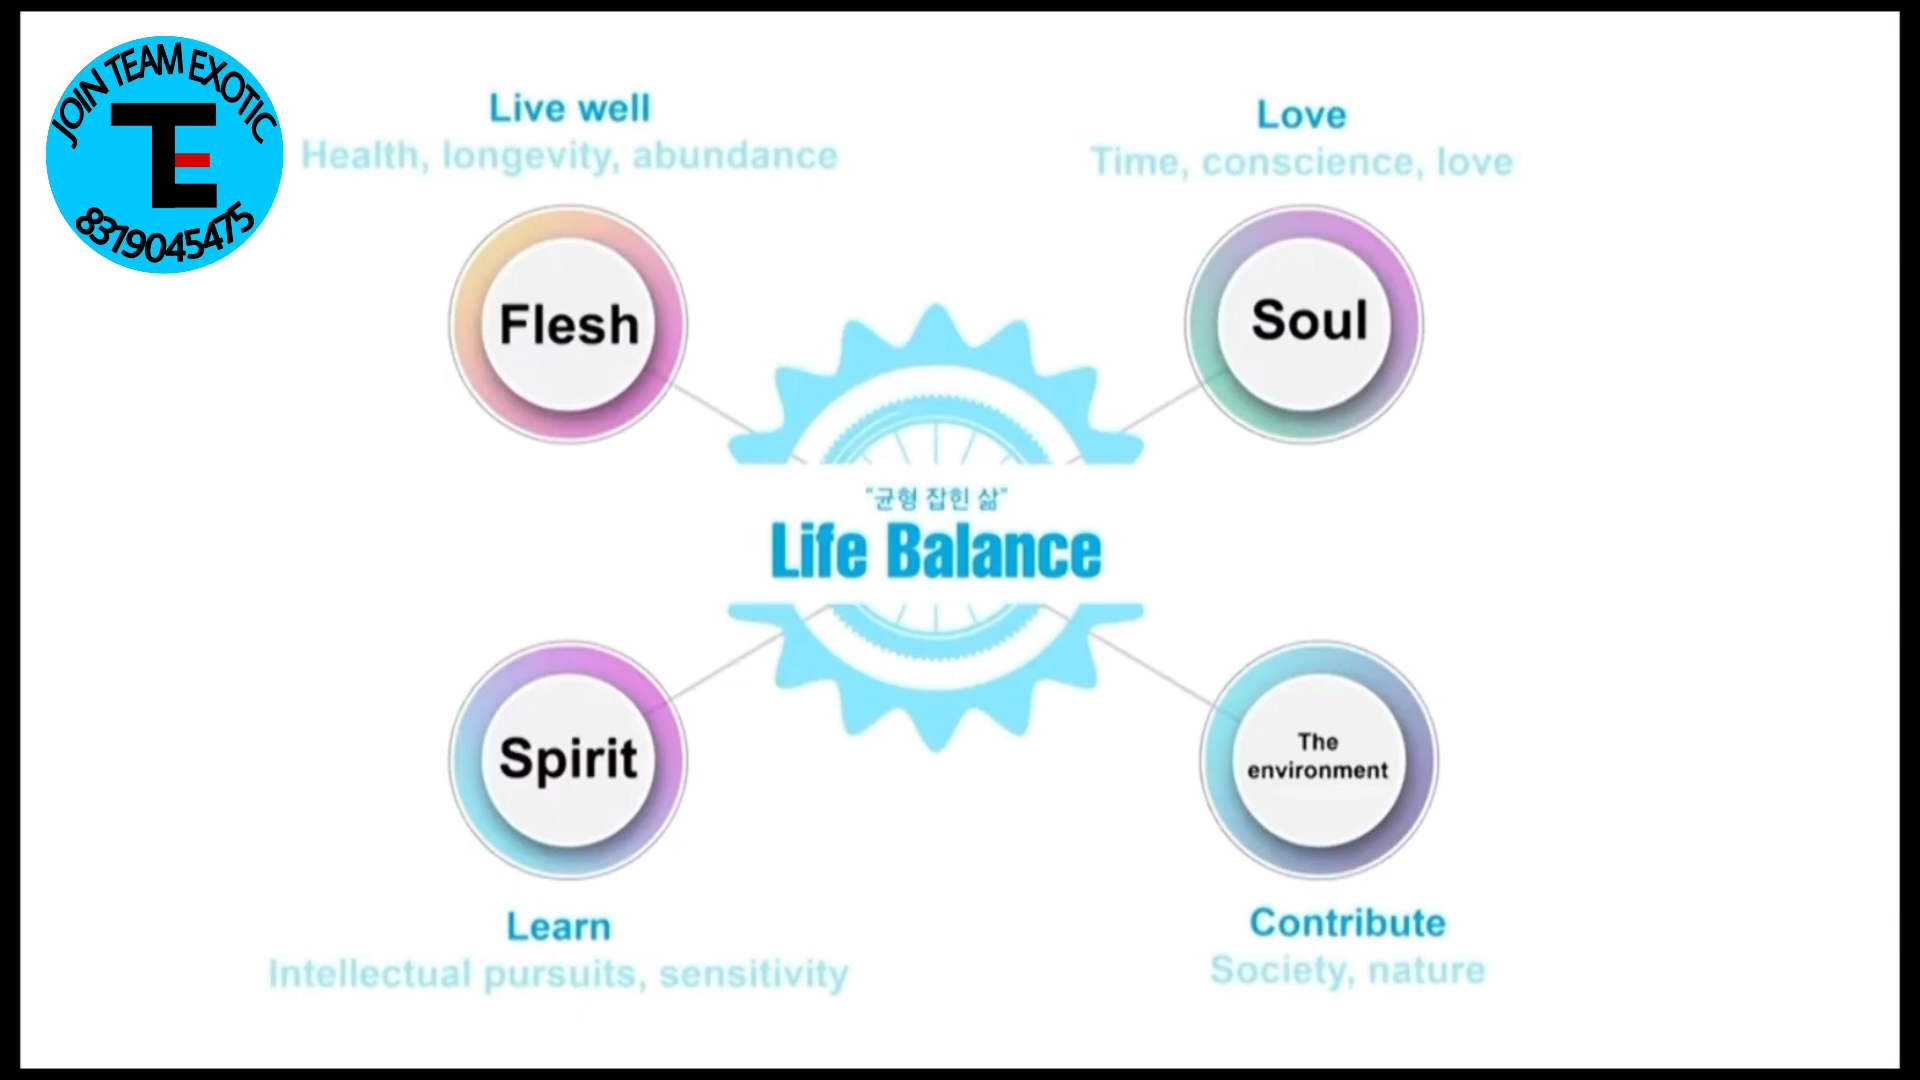 JOIN TEAM EXOTIC
TE
8319045475
Live well
Health, longevity, abundance
Love
Time, conscience, love
Flesh
Soul
"균형 잡힌 삶"
Life Balance
Spirit
The
environment
Learn
Intellectual pursuits, sensitivity
Contribute
Society, nature